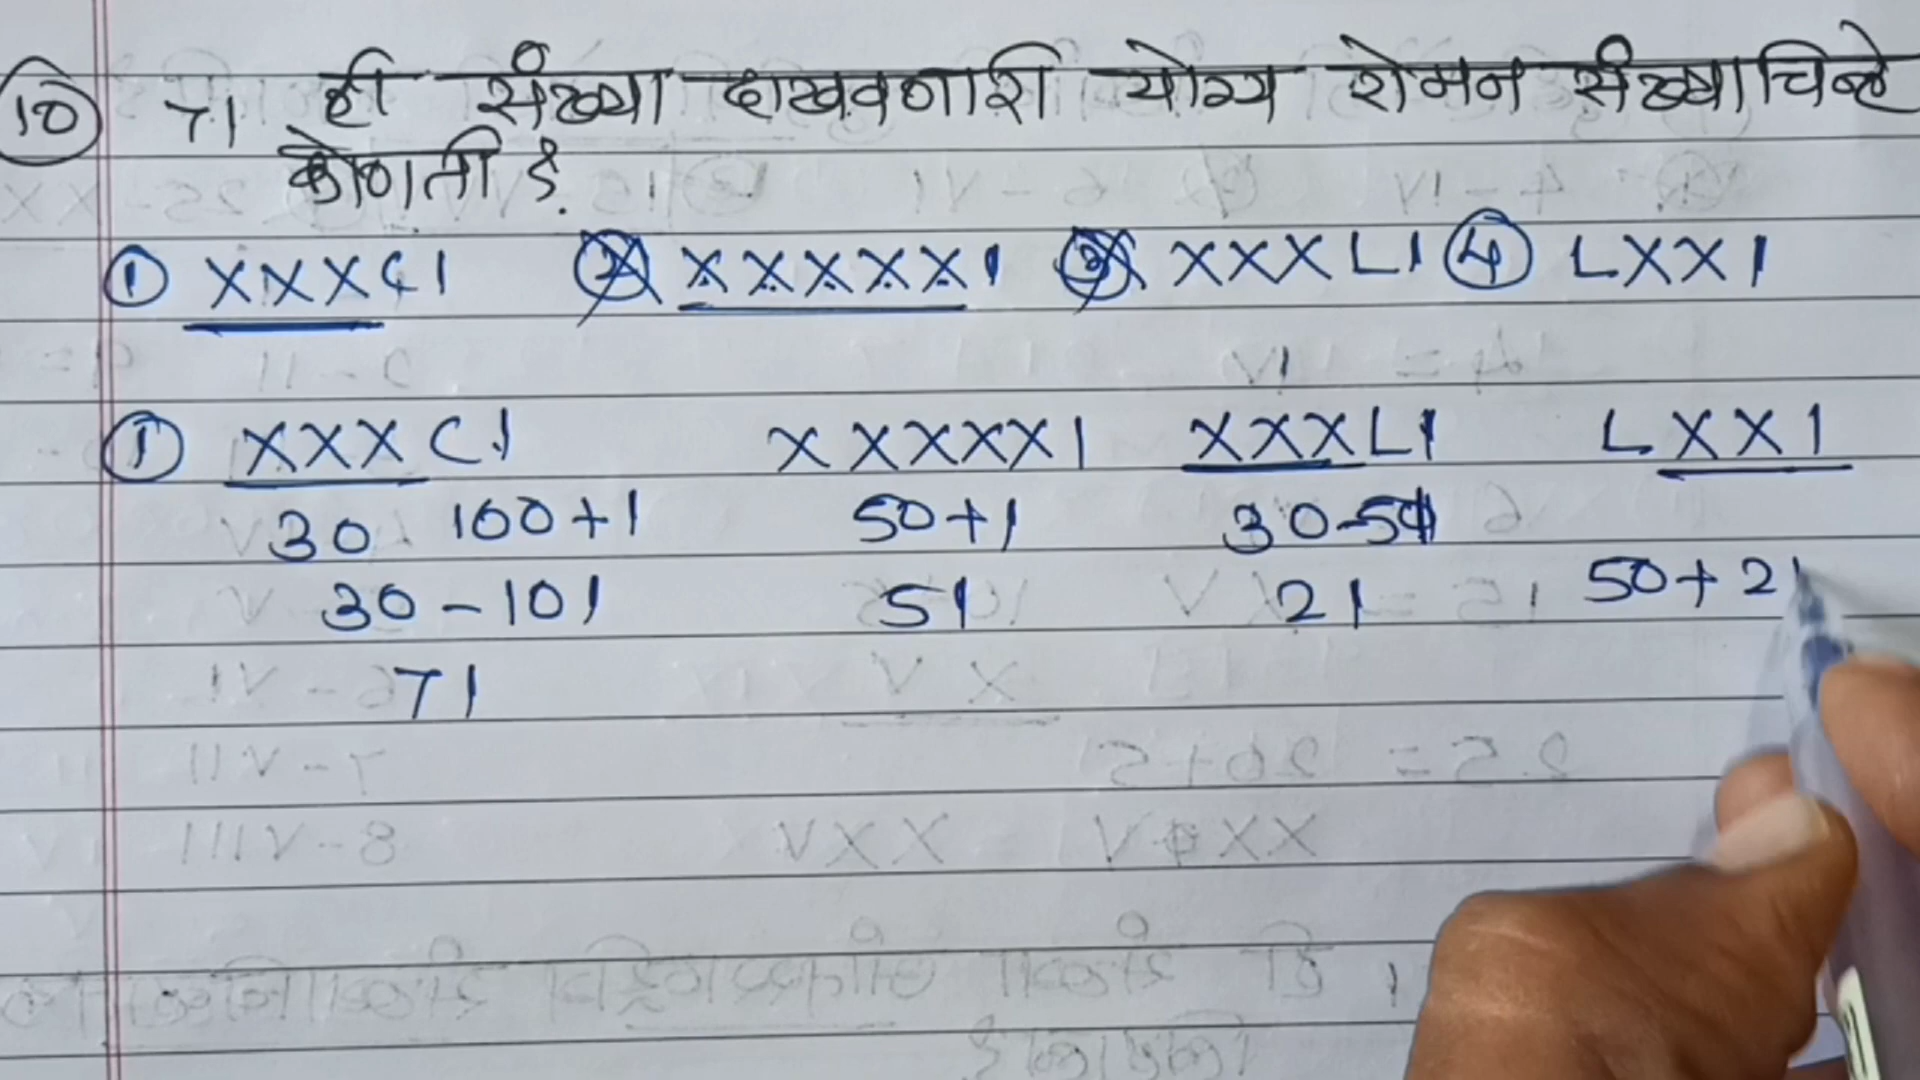 10 71 ही संख्या दाखवणारी योग्य रोमन संख्याचिन्हे
कोणती ?
① XXXCI ② XXXXXI ③ XXXLI ④ LXXI
① XXXCI XXXXXI XXXLI LXXI
30 100+1 50+1 30-51
30-101 51 21 50+21
71